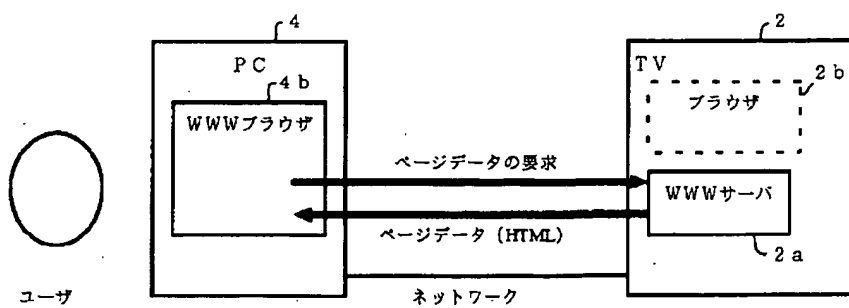 4
2
PC
TV
4b
2b
WWWブラウザ
ブラウザ
ページデータの要求
WWWサーバ
ページデータ (HTML)
2a
ユーザ
ネットワーク